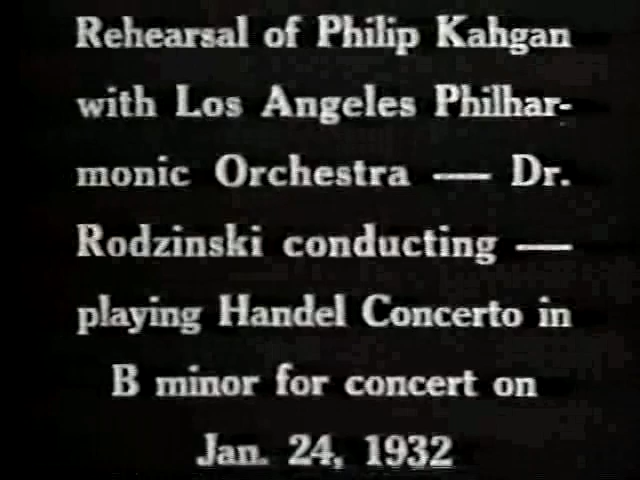 Rehearsal of Philip Kahgan
with Los Angeles Philhar-
monic Orchestra — Dr.
Rodzinski conducting —
playing Handel Concerto in
B minor for concert on
Jan. 24, 1932